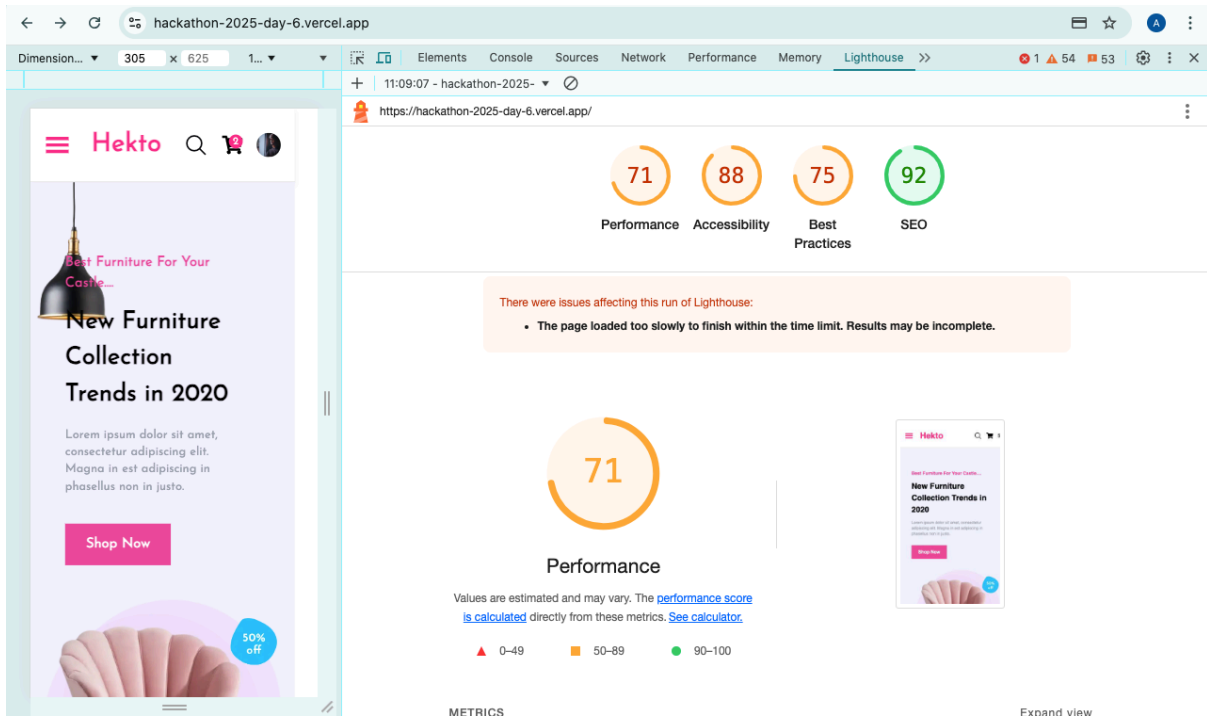 hackathon-2025-day-6.vercel.app
A
Dimension... 305 x 625 1...
Elements Console Sources Network Performance Memory Lighthouse 1 54 53
11:09:07 - hackathon-2025-
https://hackathon-2025-day-6.vercel.app/
Hekto 2
Best Furniture For Your
Castle....
New Furniture
Collection
Trends in 2020
Lorem ipsum dolor sit amet,
consectetur adipiscing elit.
Magna in est adipiscing in
phasellus non in justo.
Shop Now
50%
off
71 88 75 92
Performance Accessibility Best Practices SEO
There were issues affecting this run of Lighthouse:
• The page loaded too slowly to finish within the time limit. Results may be incomplete.
71
Performance
Values are estimated and may vary. The performance score
is calculated directly from these metrics. See calculator.
0–49 50–89 90–100
Hekto
Best Furniture For Your Castle....
New Furniture
Collection Trends in
2020
Shop Now
50%
off
METRICS
Expand view